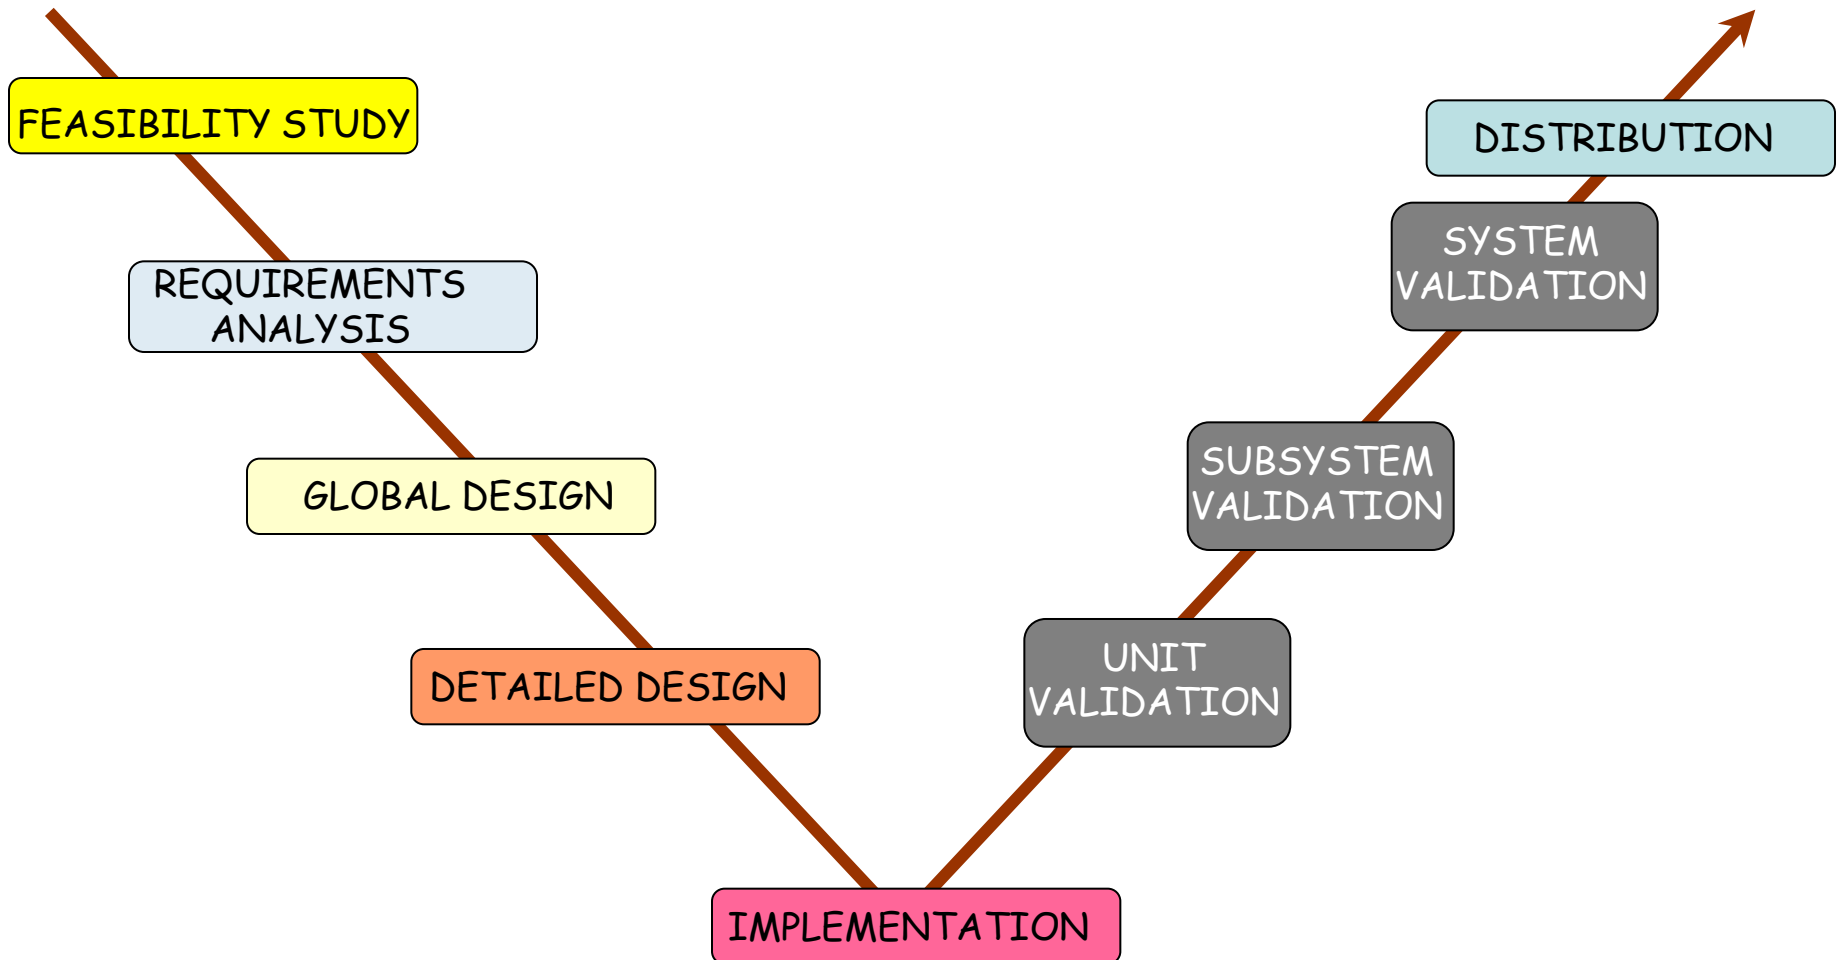 FEASIBILITY STUDY
REQUIREMENTS
ANALYSIS
GLOBAL DESIGN
DETAILED DESIGN
IMPLEMENTATION
UNIT
VALIDATION
SUBSYSTEM
VALIDATION
SYSTEM
VALIDATION
DISTRIBUTION